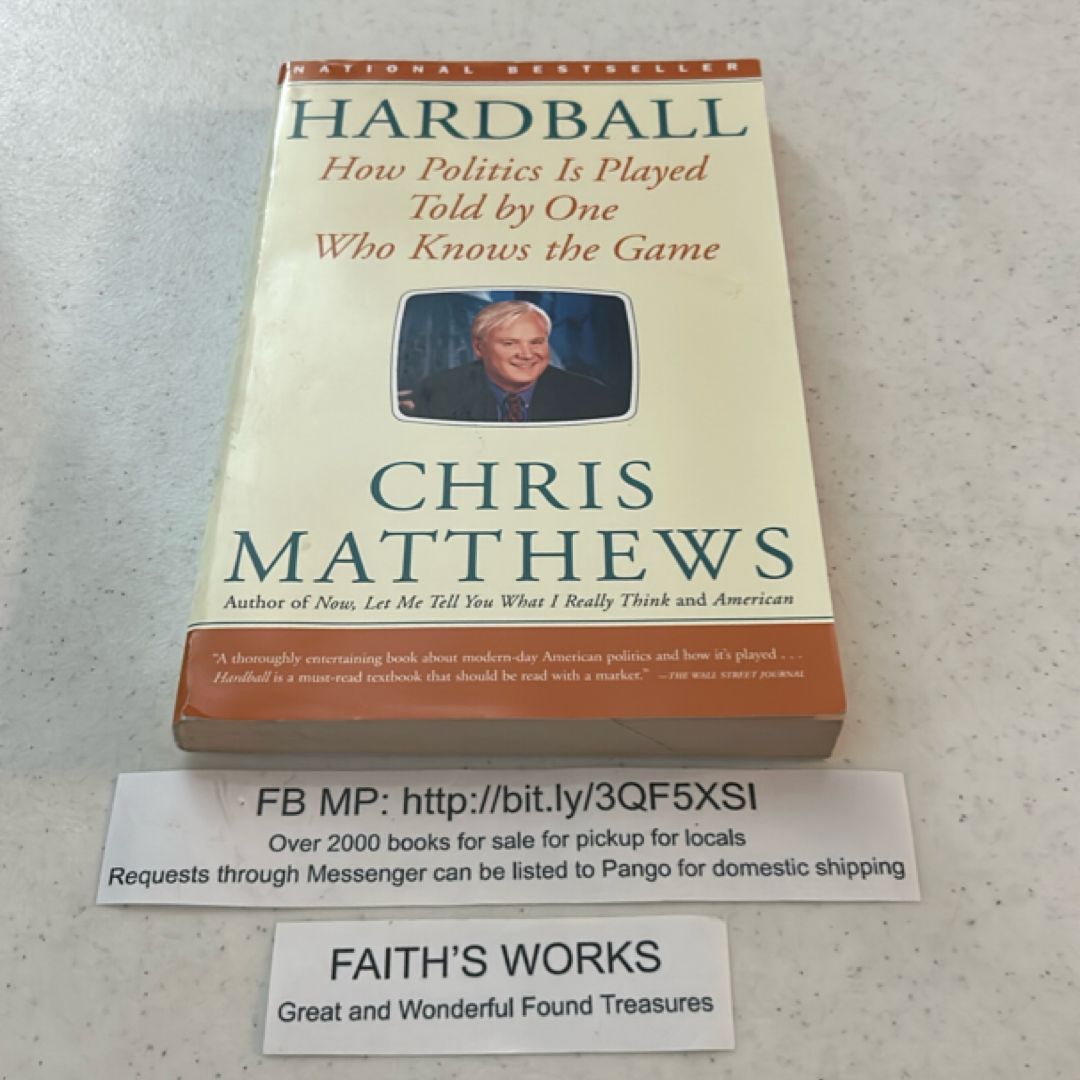 NATIONAL BESTSELLER
HARDBALL
How Politics Is Played
Told by One
Who Knows the Game
CHRIS
MATTHEWS
Author of Now, Let Me Tell You What I Really Think and American
"A thoroughly entertaining book about modern-day American politics and how it's played . . .
Hardball is a must-read textbook that should be read with a market." —THE WALL STREET JOURNAL
FB MP: http://bit.ly/3QF5XSI
Over 2000 books for sale for pickup for locals
Requests through Messenger can be listed to Pango for domestic shipping
FAITH'S WORKS
Great and Wonderful Found Treasures